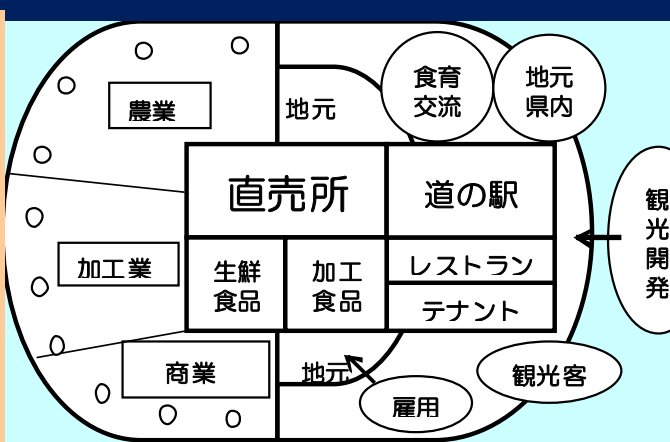 食育
交流
地元
県内
農業
地元
直売所
道の駅
観
光
開
発
加工業
生鮮
食品
加工
食品
レストラン
テナント
商業
地元
観光客
雇用